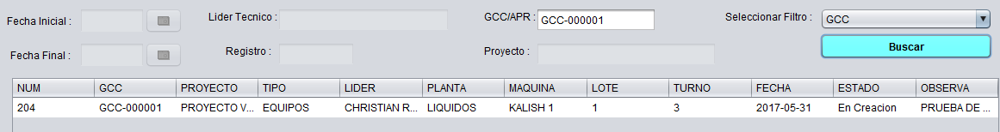 Fecha Inicial :
Lider Tecnico :
GCC/APR : GCC-000001
Seleccionar Filtro : GCC
Fecha Final :
Registro :
Proyecto :
Buscar
NUM GCC PROYECTO TIPO LIDER PLANTA MAQUINA LOTE TURNO FECHA ESTADO OBSERVA
204 GCC-000001 PROYECTO V... EQUIPOS CHRISTIAN R... LIQUIDOS KALISH 1 1 3 2017-05-31 En Creacion PRUEBA DE ...